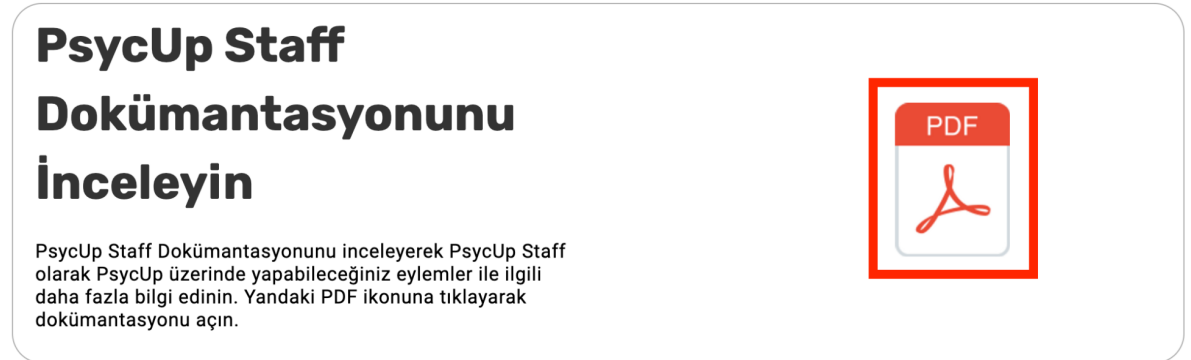 PsycUp Staff
Dokümantasyonunu
İnceleyin
PsycUp Staff Dokümantasyonunu inceleyerek PsycUp Staff
olarak PsycUp üzerinde yapabileceğiniz eylemler ile ilgili
daha fazla bilgi edinin. Yandaki PDF ikonuna tıklayarak
dokümantasyonu açın.
PDF